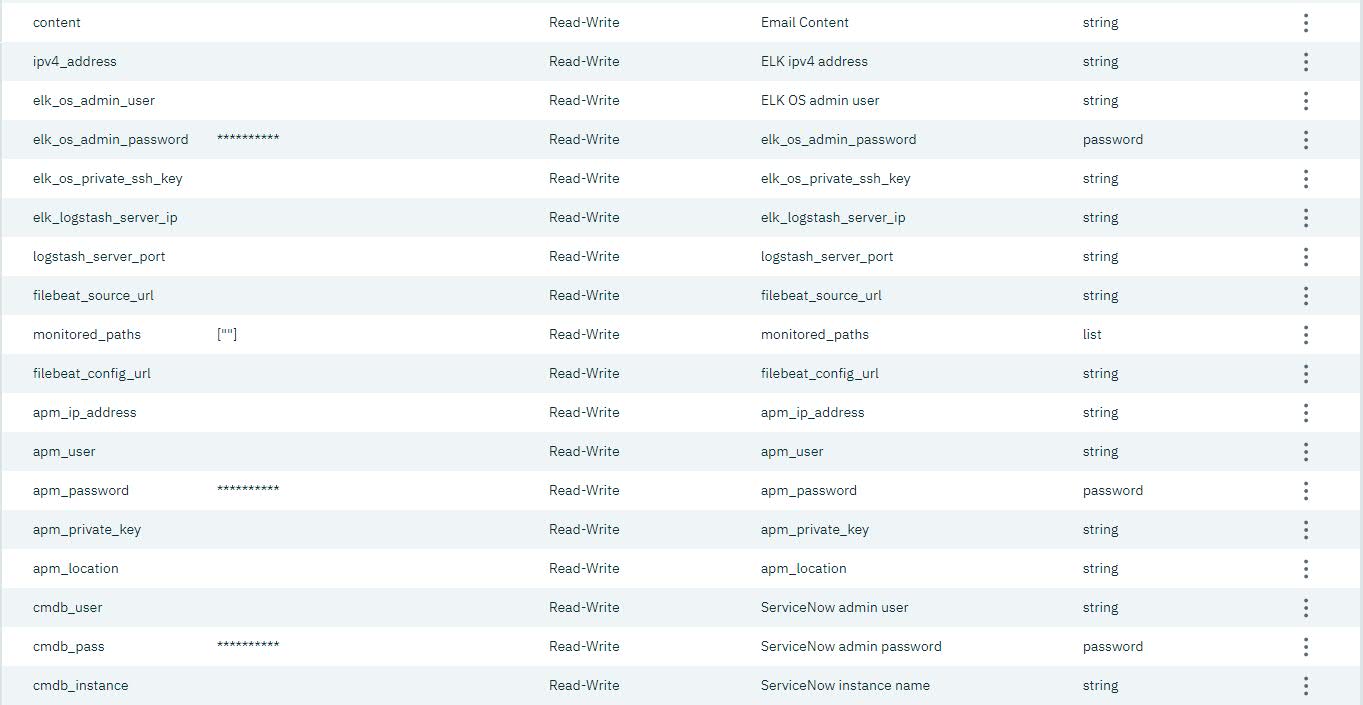 content Read-Write Email Content string
ipv4_address Read-Write ELK ipv4 address string
elk_os_admin_user Read-Write ELK OS admin user string
elk_os_admin_password ********** Read-Write elk_os_admin_password password
elk_os_private_ssh_key Read-Write elk_os_private_ssh_key string
elk_logstash_server_ip Read-Write elk_logstash_server_ip string
logstash_server_port Read-Write logstash_server_port string
filebeat_source_url Read-Write filebeat_source_url string
monitored_paths [""] Read-Write monitored_paths list
filebeat_config_url Read-Write filebeat_config_url string
apm_ip_address Read-Write apm_ip_address string
apm_user Read-Write apm_user string
apm_password ********** Read-Write apm_password password
apm_private_key Read-Write apm_private_key string
apm_location Read-Write apm_location string
cmdb_user Read-Write ServiceNow admin user string
cmdb_pass ********** Read-Write ServiceNow admin password password
cmdb_instance Read-Write ServiceNow instance name string